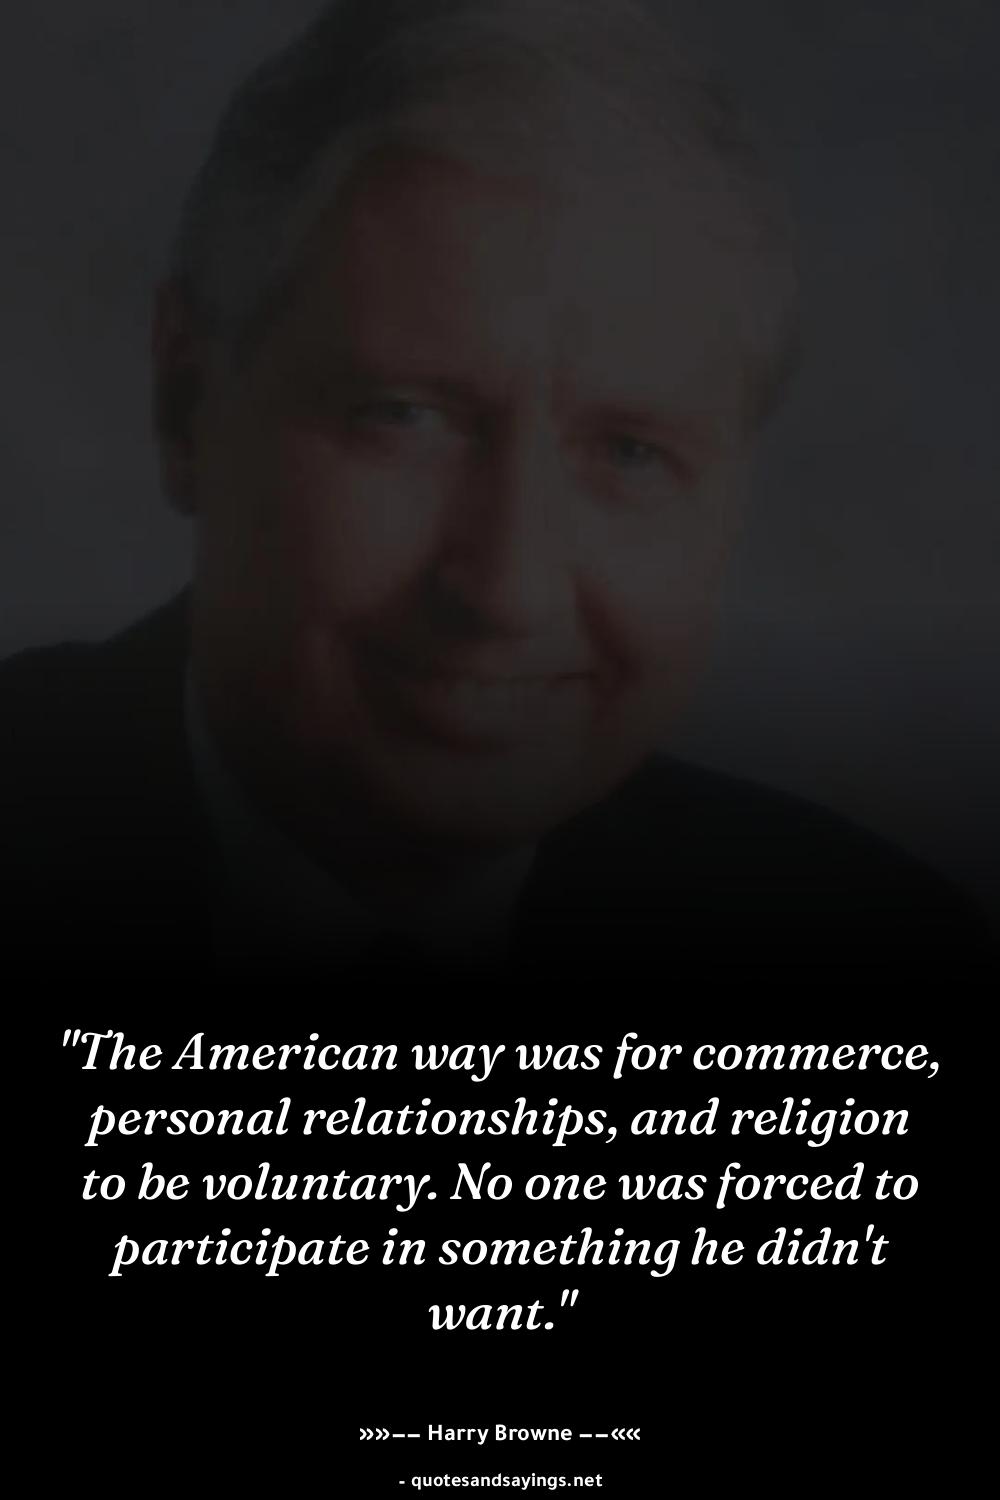 "The American way was for commerce,
personal relationships, and religion
to be voluntary. No one was forced to
participate in something he didn't
want."
»»−− Harry Browne −−««
- quotesandsayings.net